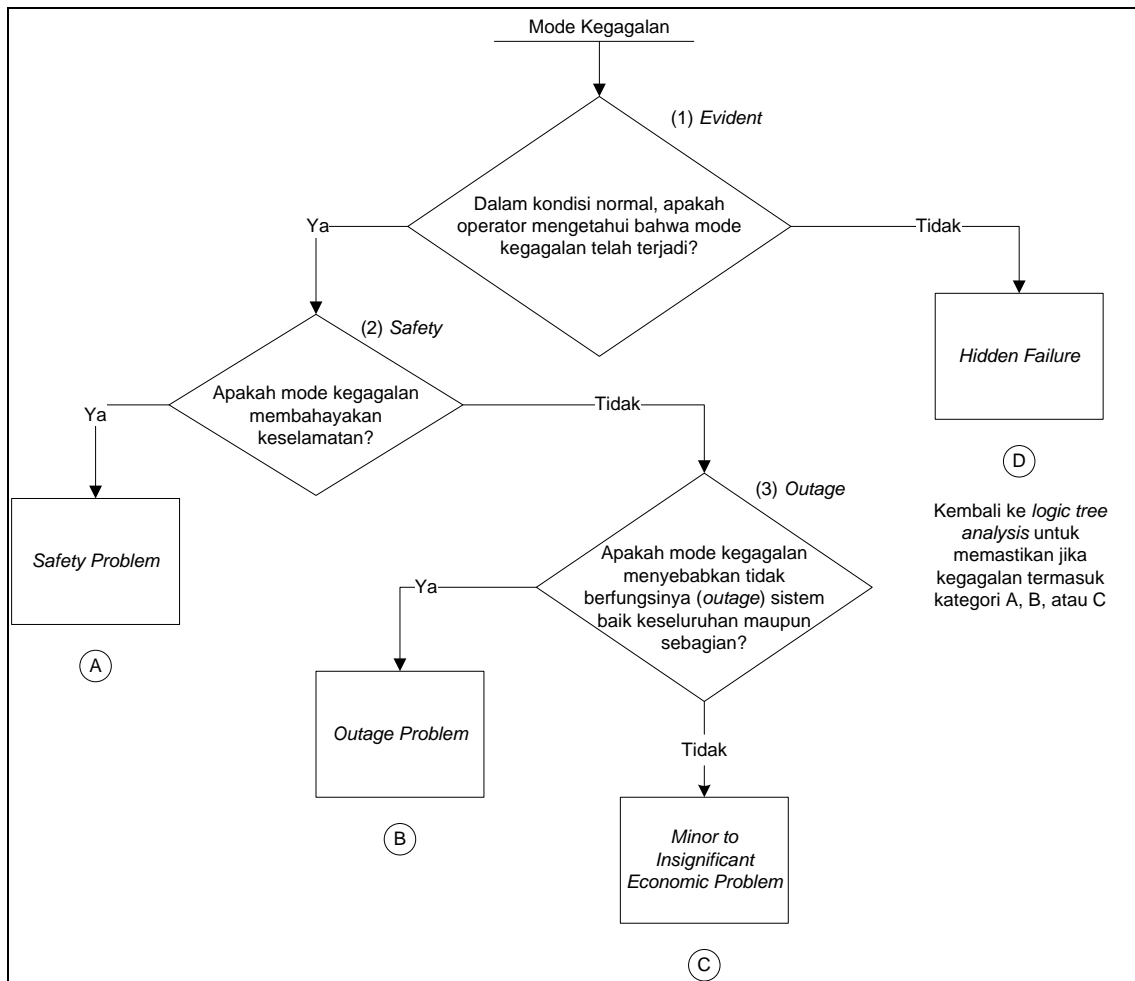 Mode Kegagalan
(1) Evident
Dalam kondisi normal, apakah
operator mengetahui bahwa mode
kegagalan telah terjadi?
Ya
Tidak
(2) Safety
Apakah mode kegagalan
membahayakan
keselamatan?
Ya
Tidak
Hidden Failure
D
Kembali ke logic tree
analysis untuk
memastikan jika
kegagalan termasuk
kategori A, B, atau C
Safety Problem
A
(3) Outage
Apakah mode kegagalan
menyebabkan tidak
berfungsinya (outage) sistem
baik keseluruhan maupun
sebagian?
Ya
Tidak
Outage Problem
B
Minor to
Insignificant
Economic Problem
C